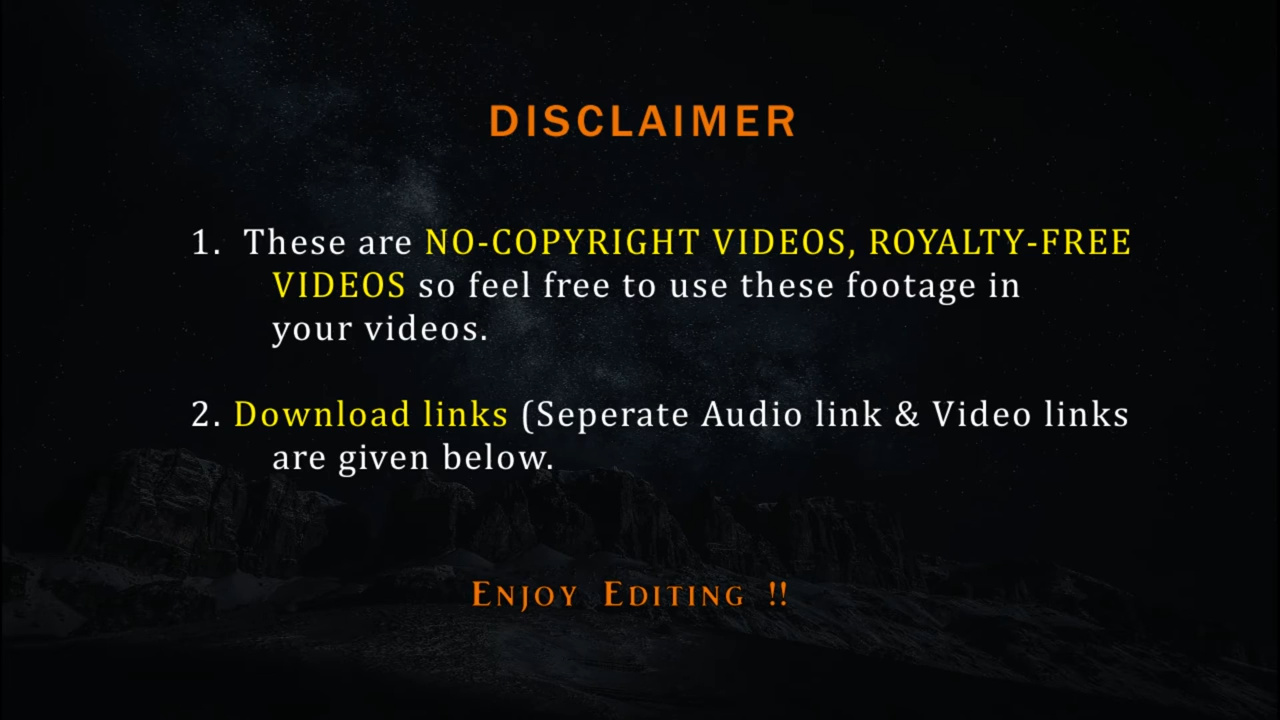 DISCLAIMER
1. These are NO-COPYRIGHT VIDEOS, ROYALTY-FREE
VIDEOS so feel free to use these footage in
your videos.
2. Download links (Seperate Audio link & Video links
are given below.
ENJOY EDITING !!